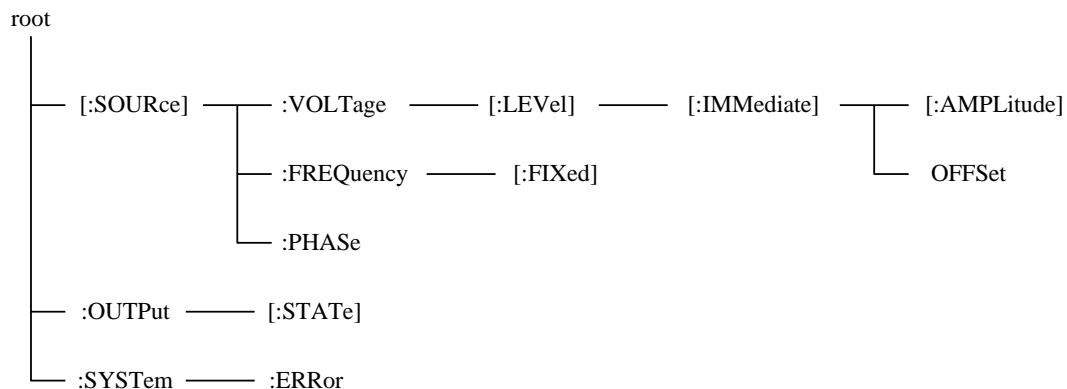 root
[:SOURce] :VOLTage [:LEVel] [:IMMediate] [:AMPLitude]
:FREQuency [:FIXed] OFFSet
:PHASe
:OUTPut [:STATe]
:SYSTem :ERRor